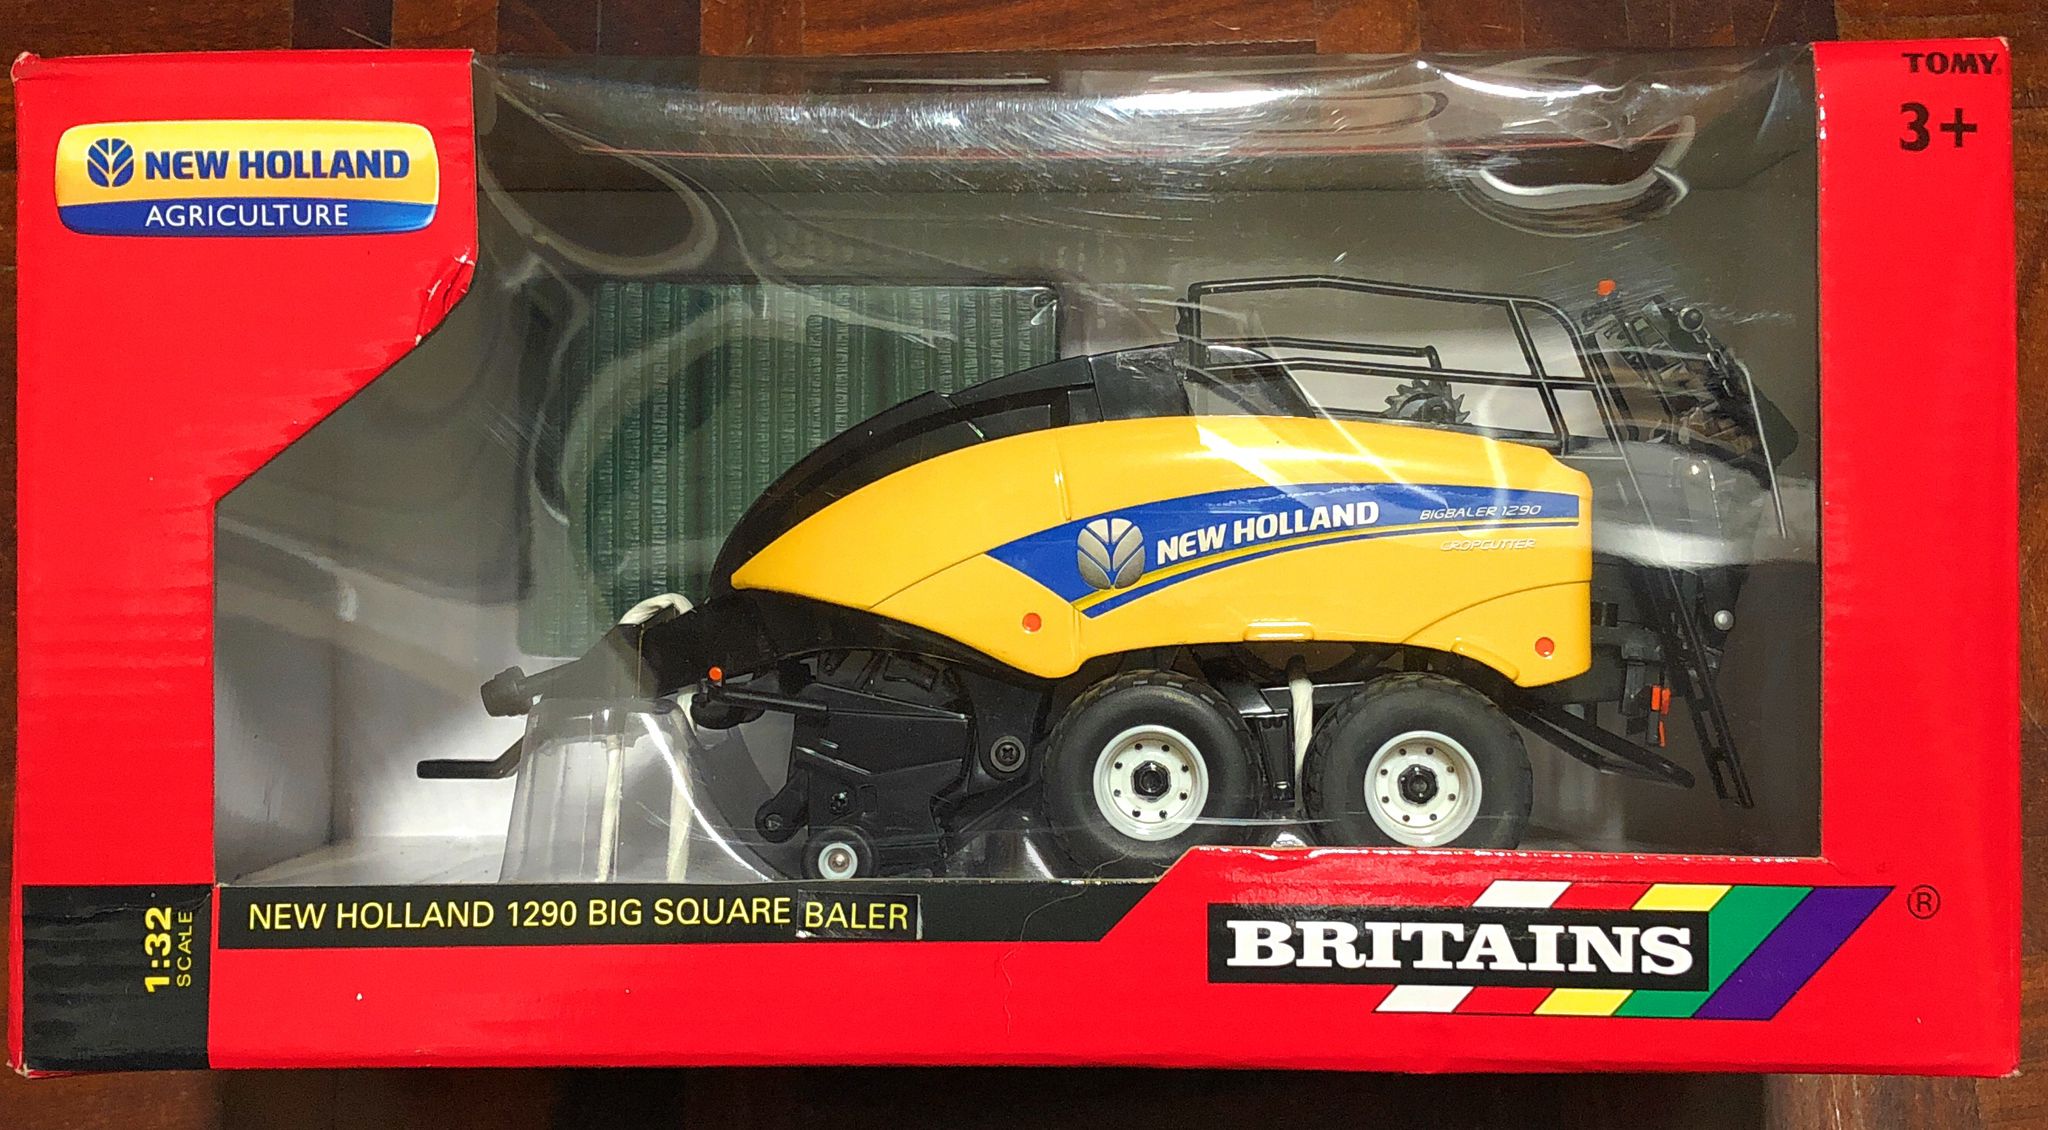 TOMY
3+
NEW HOLLAND
AGRICULTURE
NEW HOLLAND
BIGBALER 1290
CROPCUTTER
NEW HOLLAND 1290 BIG SQUARE BALER
1:32
SCALE
BRITAINS ®